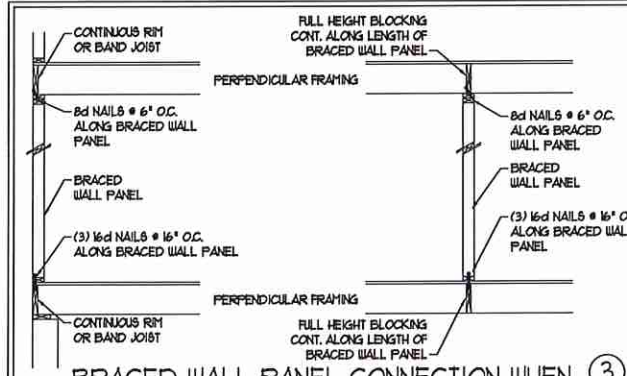 CONTINUOUS RIM
OR BAND JOIST
FULL HEIGHT BLOCKING
CONT. ALONG LENGTH OF
BRACED WALL PANEL
PERPENDICULAR FRAMING
8d NAILS @ 6" O.C.
ALONG BRACED WALL
PANEL
8d NAILS @ 6" O.C.
ALONG BRACED
WALL PANEL
BRACED
WALL PANEL
BRACED
WALL PANEL
(3) 16d NAILS @ 16" O.C.
ALONG BRACED WALL PANEL
(3) 16d NAILS @ 16" O
ALONG BRACED WAL
PANEL
PERPENDICULAR FRAMING
CONTINUOUS RIM
OR BAND JOIST
FULL HEIGHT BLOCKING
CONT. ALONG LENGTH OF
BRACED WALL PANEL
BRACED WALL PANEL CONNECTION WHEN 3